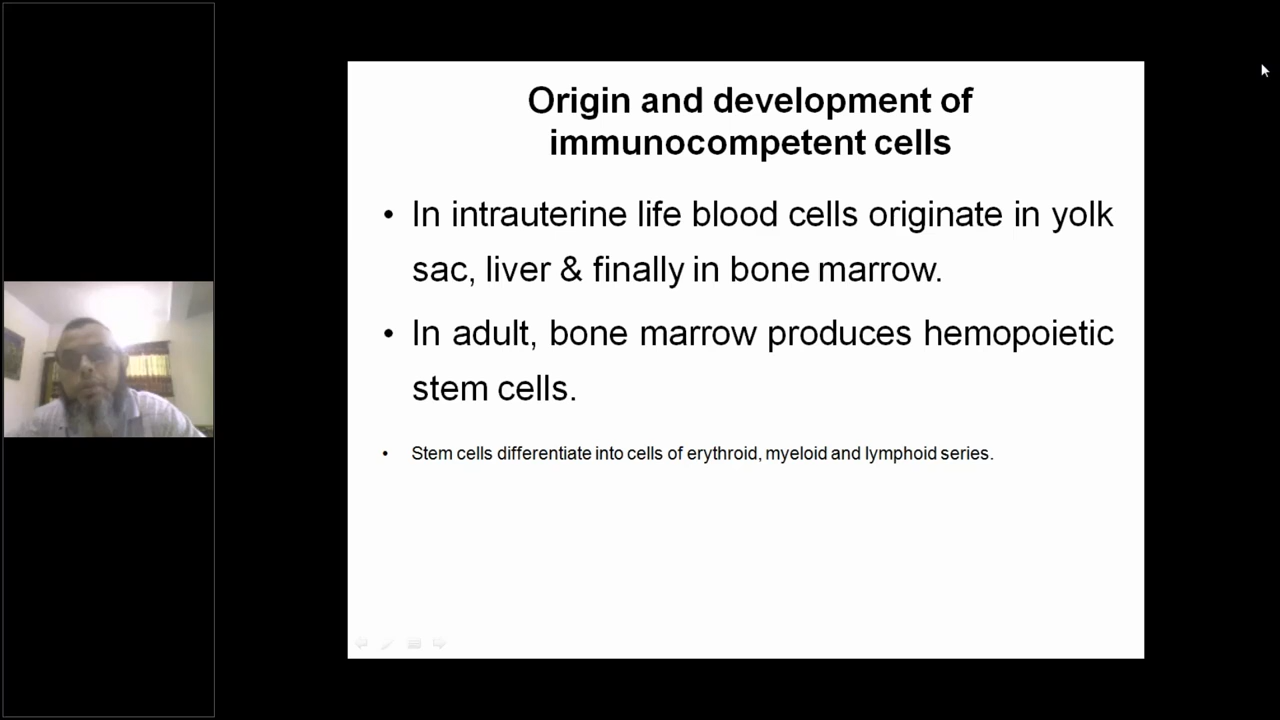 Origin and development of
immunocompetent cells
• In intrauterine life blood cells originate in yolk
sac, liver & finally in bone marrow.
• In adult, bone marrow produces hemopoietic
stem cells.
• Stem cells differentiate into cells of erythroid, myeloid and lymphoid series.